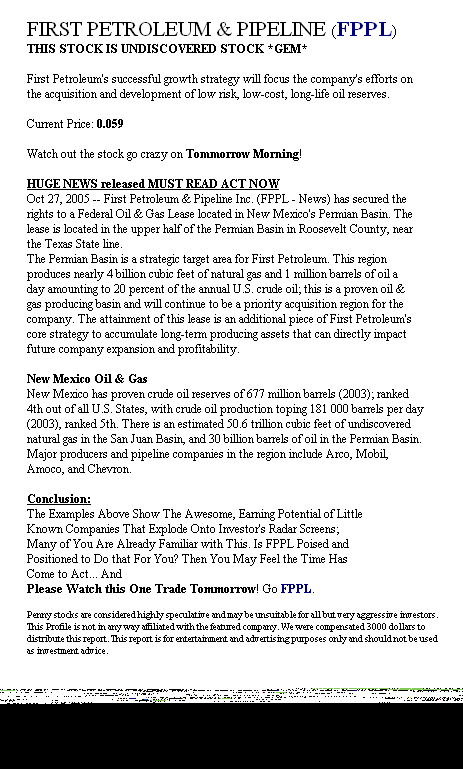 FIRST PETROLEUM & PIPELINE (FPPL)
THIS STOCK IS UNDISCOVERED STOCK *GEM*
First Petroleum's successful growth strategy will focus the company's efforts on
the acquisition and development of low risk, low-cost, long-life oil reserves.
Current Price: 0.059
Watch out the stock go crazy on Tommorrow Morning!
HUGE NEWS released MUST READ ACT NOW
Oct 27, 2005 -- First Petroleum & Pipeline Inc. (FPPL - News) has secured the
rights to a Federal Oil & Gas Lease located in New Mexico's Permian Basin. The
lease is located in the upper half of the Permian Basin in Roosevelt County, near
the Texas State line.
The Permian Basin is a strategic target area for First Petroleum. This region
produces nearly 4 billion cubic feet of natural gas and 1 million barrels of oil a
day amounting to 20 percent of the annual U.S. crude oil; this is a proven oil &
gas producing basin and will continue to be a priority acquisition region for the
company. The attainment of this lease is an additional piece of First Petroleum's
core strategy to accumulate long-term producing assets that can directly impact
future company expansion and profitability.
New Mexico Oil & Gas
New Mexico has proven crude oil reserves of 677 million barrels (2003); ranked
4th out of all U.S. States, with crude oil production toping 181 000 barrels per day
(2003), ranked 5th. There is an estimated 50.6 trillion cubic feet of undiscovered
natural gas in the San Juan Basin, and 30 billion barrels of oil in the Permian Basin.
Major producers and pipeline companies in the region include Arco, Mobil,
Amoco, and Chevron.
Conclusion:
The Examples Above Show The Awesome, Earning Potential of Little
Known Companies That Explode Onto Investor's Radar Screens;
Many of You Are Already Familiar with This. Is FPPL Poised and
Positioned to Do that For You? Then You May Feel the Time Has
Come to Act... And
Please Watch this One Trade Tommorrow! Go FPPL.
Penny stocks are considered highly speculative and may be unsuitable for all but very aggressive investors.
This Profile is not in any way affiliated with the featured company. We were compensated 3000 dollars to
distribute this report. This report is for entertainment and advertising purposes only and should not be used
as investment advice.